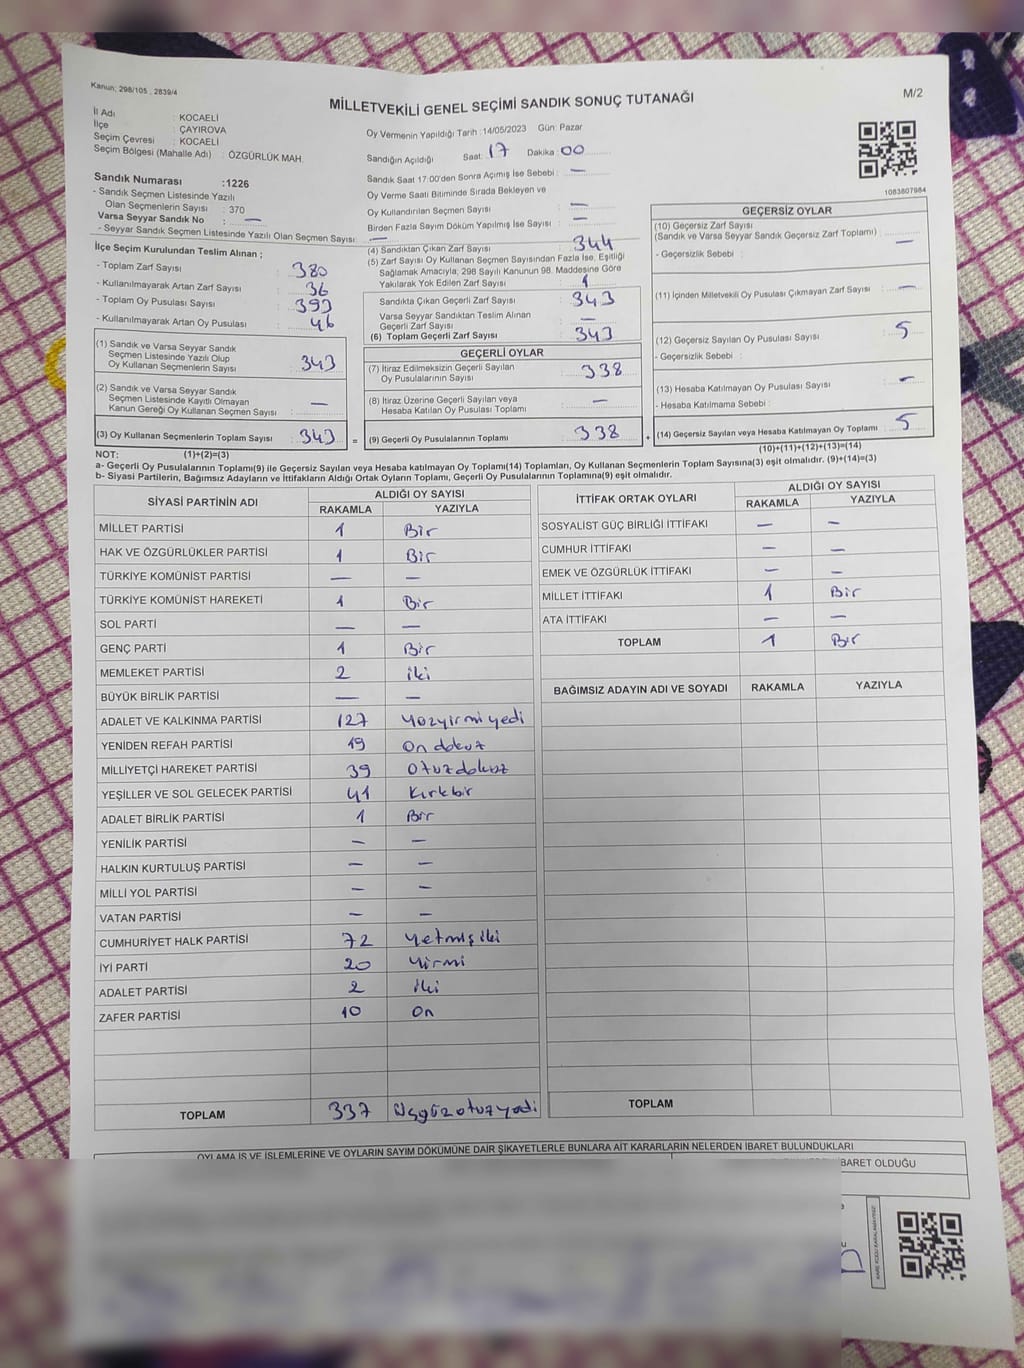 Kanun; 298/105 , 2839/4
MİLLETVEKİLİ GENEL SEÇİMİ SANDIK SONUÇ TUTANAĞI
M/2
İl Adı : KOCAELİ
İlçe : ÇAYIROVA
Seçim Çevresi : KOCAELİ
Seçim Bölgesi (Mahalle Adı) : ÖZGÜRLÜK MAH.
Sandık Numarası :1226
- Sandık Seçmen Listesinde Yazılı
Olan Seçmenlerin Sayısı : 370
Varsa Seyyar Sandık No : —
- Seyyar Sandık Seçmen Listesinde Yazılı Olan Seçmen Sayısı: —
Oy Vermenin Yapıldığı Tarih :14/05/2023 Gün: Pazar
Sandığın Açıldığı Saat: 17 Dakika :00
Sandık Saat 17:00'den Sonra Açımış İse Sebebi : —
Oy Verme Saati Bitiminde Sırada Bekleyen ve
Oy Kullandırılan Seçmen Sayısı : —
Birden Fazla Sayım Döküm Yapılmış İse Sayısı : —
1083807984
İlçe Seçim Kurulundan Teslim Alınan ;
- Toplam Zarf Sayısı : 380
- Kullanılmayarak Artan Zarf Sayısı : 36
- Toplam Oy Pusulası Sayısı : 393
- Kullanılmayarak Artan Oy Pusulası : 46
(1) Sandık ve Varsa Seyyar Sandık
Seçmen Listesinde Yazılı Olup
Oy Kullanan Seçmenlerin Sayısı : 343
(2) Sandık ve Varsa Seyyar Sandık
Seçmen Listesinde Kayıtlı Olmayan
Kanun Gereği Oy Kullanan Seçmen Sayısı : —
(3) Oy Kullanan Seçmenlerin Toplam Sayısı : 343
(1)+(2)=(3)
(4) Sandıktan Çıkan Zarf Sayısı : 344
(5) Zarf Sayısı Oy Kullanan Seçmen Sayısından Fazla İse, Eşitliği
Sağlamak Amacıyla; 298 Sayılı Kanunun 98. Maddesine Göre
Yakılarak Yok Edilen Zarf Sayısı : 1
Sandıkta Çıkan Geçerli Zarf Sayısı : 343
Varsa Seyyar Sandıktan Teslim Alınan
Geçerli Zarf Sayısı : —
(6) Toplam Geçerli Zarf Sayısı : 343
GEÇERLİ OYLAR
(7) İtiraz Edilmeksizin Geçerli Sayılan
Oy Pusulalarının Sayısı : 338
(8) İtiraz Üzerine Geçerli Sayılan veya
Hesaba Katılan Oy Pusulası Toplamı : —
= (9) Geçerli Oy Pusulalarının Toplamı : 338
GEÇERSİZ OYLAR
(10) Geçersiz Zarf Sayısı
(Sandık ve Varsa Seyyar Sandık Geçersiz Zarf Toplamı) : —
- Geçersizlik Sebebi :
(11) İçinden Milletvekili Oy Pusulası Çıkmayan Zarf Sayısı : —
(12) Geçersiz Sayılan Oy Pusulası Sayısı : 5
- Geçersizlik Sebebi :
(13) Hesaba Katılmayan Oy Pusulası Sayısı : —
- Hesaba Katılmama Sebebi :
+ (14) Geçersiz Sayılan veya Hesaba Katılmayan Oy Toplamı : 5
(10)+(11)+(12)+(13)=(14)
NOT:
a- Geçerli Oy Pusulalarının Toplamı(9) ile Geçersiz Sayılan veya Hesaba katılmayan Oy Toplamı(14) Toplamları, Oy Kullanan Seçmenlerin Toplam Sayısına(3) eşit olmalıdır. (9)+(14)=(3)
b- Siyasi Partilerin, Bağımsız Adayların ve İttifakların Aldığı Ortak Oyların Toplamı, Geçerli Oy Pusulalarının Toplamına(9) eşit olmalıdır.
SİYASİ PARTİNİN ADI ALDIĞI OY SAYISI
RAKAMLA YAZIYLA
MİLLET PARTİSİ 1 Bir
HAK VE ÖZGÜRLÜKLER PARTİSİ 1 Bir
TÜRKİYE KOMÜNİST PARTİSİ — —
TÜRKİYE KOMÜNİST HAREKETİ 1 Bir
SOL PARTİ — —
GENÇ PARTİ 1 Bir
MEMLEKET PARTİSİ 2 iki
BÜYÜK BİRLİK PARTİSİ — —
ADALET VE KALKINMA PARTİSİ 127 Yüzyirmiyedi
YENİDEN REFAH PARTİSİ 19 On dokuz
MİLLİYETÇİ HAREKET PARTİSİ 39 Otuzdokuz
YEŞİLLER VE SOL GELECEK PARTİSİ 41 Kırkbir
ADALET BİRLİK PARTİSİ 1 Bir
YENİLİK PARTİSİ — —
HALKIN KURTULUŞ PARTİSİ — —
MİLLİ YOL PARTİSİ — —
VATAN PARTİSİ — —
CUMHURİYET HALK PARTİSİ 72 Yetmiş iki
İYİ PARTİ 20 Yirmi
ADALET PARTİSİ 2 iki
ZAFER PARTİSİ 10 On
TOPLAM 337 Üçyüzotuzyedi
İTTİFAK ORTAK OYLARI ALDIĞI OY SAYISI
RAKAMLA YAZIYLA
SOSYALİST GÜÇ BİRLİĞİ İTTİFAKI — —
CUMHUR İTTİFAKI — —
EMEK VE ÖZGÜRLÜK İTTİFAKI — —
MİLLET İTTİFAKI 1 Bir
ATA İTTİFAKI — —
TOPLAM 1 Bir
BAĞIMSIZ ADAYIN ADI VE SOYADI RAKAMLA YAZIYLA
TOPLAM
OYLAMA İŞ VE İŞLEMLERİNE VE OYLARIN SAYIM DÖKÜMÜNE DAİR ŞİKAYETLERLE BUNLARA AİT KARARLARIN NELERDEN İBARET BULUNDUKLARI
İBARET OLDUĞU